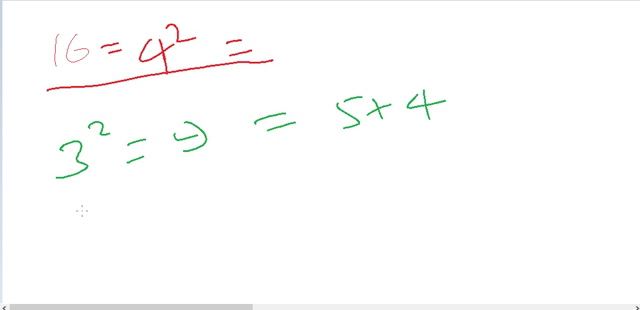 16 = 4² =
3² = 9 = 5+4